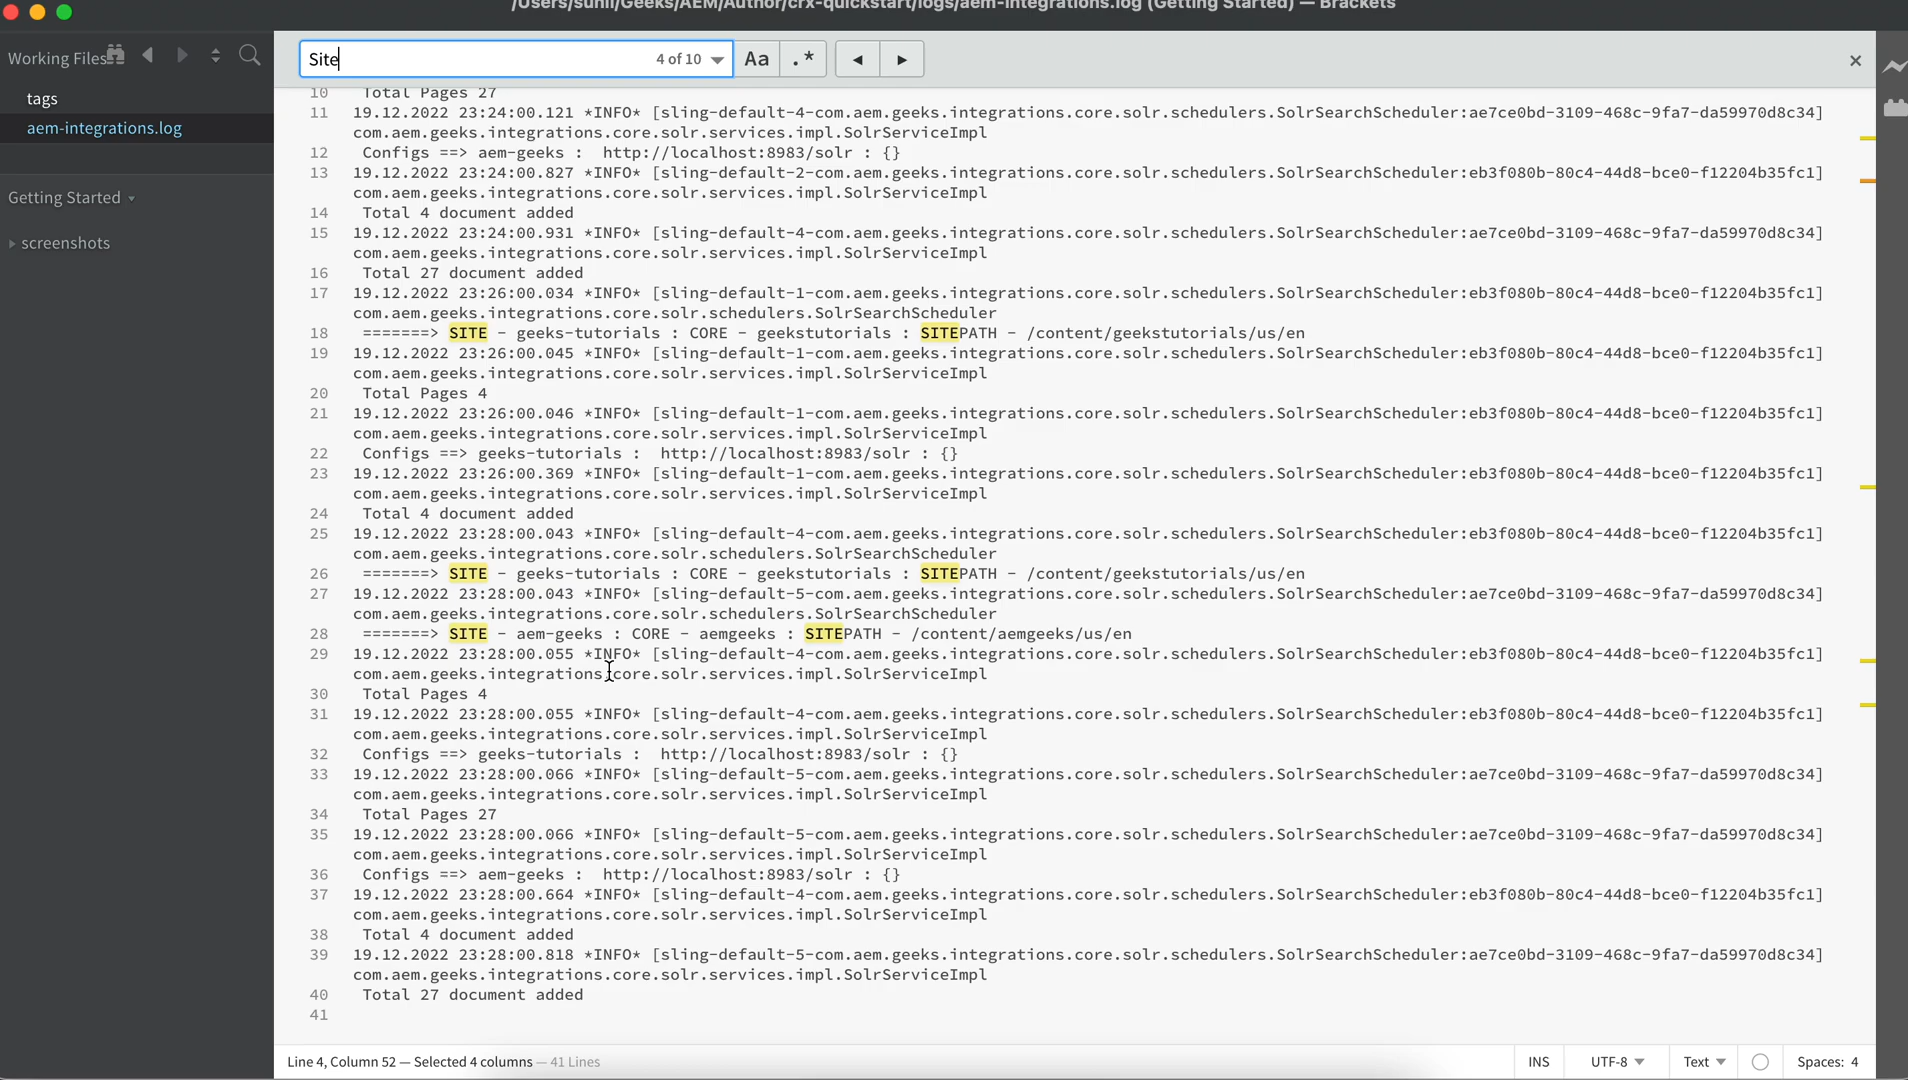 /Users/sunil/Geeks/AEM/Author/crx-quickstart/logs/aem-integrations.log (Getting Started) — Brackets
Working Files
tags
aem-integrations.log
Getting Started
screenshots
Site 4 of 10 Aa .*
10 Total Pages 27
11 19.12.2022 23:24:00.121 *INFO* [sling-default-4-com.aem.geeks.integrations.core.solr.schedulers.SolrSearchScheduler:ae7ce0bd-3109-468c-9fa7-da59970d8c34]
com.aem.geeks.integrations.core.solr.services.impl.SolrServiceImpl
12 Configs ==> aem-geeks :  http://localhost:8983/solr : {}
13 19.12.2022 23:24:00.827 *INFO* [sling-default-2-com.aem.geeks.integrations.core.solr.schedulers.SolrSearchScheduler:eb3f080b-80c4-44d8-bce0-f12204b35fc1]
com.aem.geeks.integrations.core.solr.services.impl.SolrServiceImpl
14 Total 4 document added
15 19.12.2022 23:24:00.931 *INFO* [sling-default-4-com.aem.geeks.integrations.core.solr.schedulers.SolrSearchScheduler:ae7ce0bd-3109-468c-9fa7-da59970d8c34]
com.aem.geeks.integrations.core.solr.services.impl.SolrServiceImpl
16 Total 27 document added
17 19.12.2022 23:26:00.034 *INFO* [sling-default-1-com.aem.geeks.integrations.core.solr.schedulers.SolrSearchScheduler:eb3f080b-80c4-44d8-bce0-f12204b35fc1]
com.aem.geeks.integrations.core.solr.schedulers.SolrSearchScheduler
18 =======> SITE - geeks-tutorials : CORE - geekstutorials : SITEPATH - /content/geekstutorials/us/en
19 19.12.2022 23:26:00.045 *INFO* [sling-default-1-com.aem.geeks.integrations.core.solr.schedulers.SolrSearchScheduler:eb3f080b-80c4-44d8-bce0-f12204b35fc1]
com.aem.geeks.integrations.core.solr.services.impl.SolrServiceImpl
20 Total Pages 4
21 19.12.2022 23:26:00.046 *INFO* [sling-default-1-com.aem.geeks.integrations.core.solr.schedulers.SolrSearchScheduler:eb3f080b-80c4-44d8-bce0-f12204b35fc1]
com.aem.geeks.integrations.core.solr.services.impl.SolrServiceImpl
22 Configs ==> geeks-tutorials :  http://localhost:8983/solr : {}
23 19.12.2022 23:26:00.369 *INFO* [sling-default-1-com.aem.geeks.integrations.core.solr.schedulers.SolrSearchScheduler:eb3f080b-80c4-44d8-bce0-f12204b35fc1]
com.aem.geeks.integrations.core.solr.services.impl.SolrServiceImpl
24 Total 4 document added
25 19.12.2022 23:28:00.043 *INFO* [sling-default-4-com.aem.geeks.integrations.core.solr.schedulers.SolrSearchScheduler:eb3f080b-80c4-44d8-bce0-f12204b35fc1]
com.aem.geeks.integrations.core.solr.schedulers.SolrSearchScheduler
26 =======> SITE - geeks-tutorials : CORE - geekstutorials : SITEPATH - /content/geekstutorials/us/en
27 19.12.2022 23:28:00.043 *INFO* [sling-default-5-com.aem.geeks.integrations.core.solr.schedulers.SolrSearchScheduler:ae7ce0bd-3109-468c-9fa7-da59970d8c34]
com.aem.geeks.integrations.core.solr.schedulers.SolrSearchScheduler
28 =======> SITE - aem-geeks : CORE - aemgeeks : SITEPATH - /content/aemgeeks/us/en
29 19.12.2022 23:28:00.055 *INFO* [sling-default-4-com.aem.geeks.integrations.core.solr.schedulers.SolrSearchScheduler:eb3f080b-80c4-44d8-bce0-f12204b35fc1]
com.aem.geeks.integrations.core.solr.services.impl.SolrServiceImpl
30 Total Pages 4
31 19.12.2022 23:28:00.055 *INFO* [sling-default-4-com.aem.geeks.integrations.core.solr.schedulers.SolrSearchScheduler:eb3f080b-80c4-44d8-bce0-f12204b35fc1]
com.aem.geeks.integrations.core.solr.services.impl.SolrServiceImpl
32 Configs ==> geeks-tutorials :  http://localhost:8983/solr : {}
33 19.12.2022 23:28:00.066 *INFO* [sling-default-5-com.aem.geeks.integrations.core.solr.schedulers.SolrSearchScheduler:ae7ce0bd-3109-468c-9fa7-da59970d8c34]
com.aem.geeks.integrations.core.solr.services.impl.SolrServiceImpl
34 Total Pages 27
35 19.12.2022 23:28:00.066 *INFO* [sling-default-5-com.aem.geeks.integrations.core.solr.schedulers.SolrSearchScheduler:ae7ce0bd-3109-468c-9fa7-da59970d8c34]
com.aem.geeks.integrations.core.solr.services.impl.SolrServiceImpl
36 Configs ==> aem-geeks :  http://localhost:8983/solr : {}
37 19.12.2022 23:28:00.664 *INFO* [sling-default-4-com.aem.geeks.integrations.core.solr.schedulers.SolrSearchScheduler:eb3f080b-80c4-44d8-bce0-f12204b35fc1]
com.aem.geeks.integrations.core.solr.services.impl.SolrServiceImpl
38 Total 4 document added
39 19.12.2022 23:28:00.818 *INFO* [sling-default-5-com.aem.geeks.integrations.core.solr.schedulers.SolrSearchScheduler:ae7ce0bd-3109-468c-9fa7-da59970d8c34]
com.aem.geeks.integrations.core.solr.services.impl.SolrServiceImpl
40 Total 27 document added
41
Line 4, Column 52 — Selected 4 columns — 41 Lines INS UTF-8 Text Spaces: 4